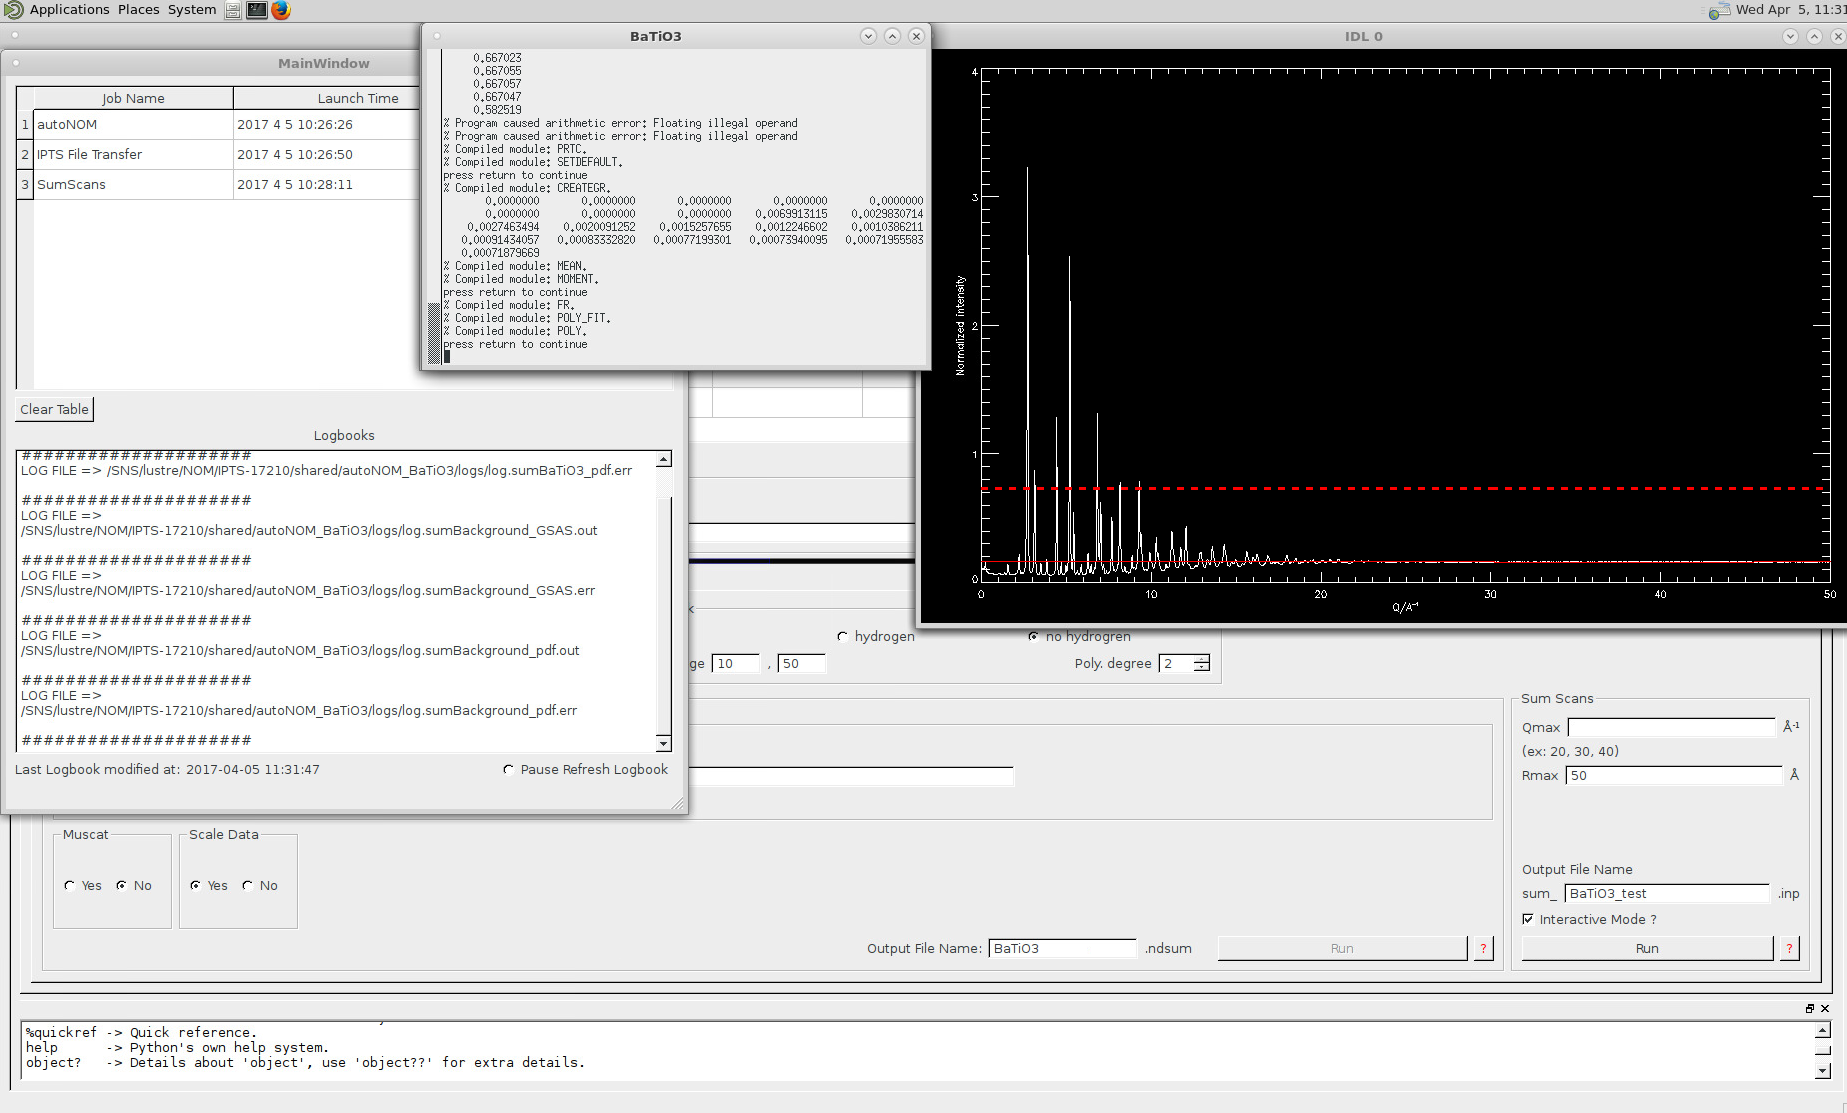 Applications Places System
Wed Apr 5, 11:31
MainWindow
Job Name Launch Time
1 autoNOM 2017 4 5 10:26:26
2 IPTS File Transfer 2017 4 5 10:26:50
3 SumScans 2017 4 5 10:28:11
Clear Table
Logbooks
#####################
LOG FILE => /SNS/lustre/NOM/IPTS-17210/shared/autoNOM_BaTiO3/logs/log.sumBaTiO3_pdf.err
#####################
LOG FILE =>
/SNS/lustre/NOM/IPTS-17210/shared/autoNOM_BaTiO3/logs/log.sumBackground_GSAS.out
#####################
LOG FILE =>
/SNS/lustre/NOM/IPTS-17210/shared/autoNOM_BaTiO3/logs/log.sumBackground_GSAS.err
#####################
LOG FILE =>
/SNS/lustre/NOM/IPTS-17210/shared/autoNOM_BaTiO3/logs/log.sumBackground_pdf.out
#####################
LOG FILE =>
/SNS/lustre/NOM/IPTS-17210/shared/autoNOM_BaTiO3/logs/log.sumBackground_pdf.err
#####################
Last Logbook modified at: 2017-04-05 11:31:47
Pause Refresh Logbook
BaTiO3
0.667023
0.667055
0.667057
0.667047
0.582519
% Program caused arithmetic error: Floating illegal operand
% Program caused arithmetic error: Floating illegal operand
% Compiled module: PRTC.
% Compiled module: SETDEFAULT.
press return to continue
% Compiled module: CREATEGR.
0.0000000 0.0000000 0.0000000 0.0000000 0.0000000
0.0000000 0.0000000 0.0000000 0.0069913115 0.0029830714
0.0027463494 0.0020091252 0.0015257655 0.0012246602 0.0010386211
0.00091434057 0.00083332820 0.00077199301 0.00073940095 0.00071955583
0.00071879669
% Compiled module: MEAN.
% Compiled module: MOMENT.
press return to continue
% Compiled module: FR.
% Compiled module: POLY_FIT.
% Compiled module: POLY.
press return to continue
IDL 0
4
3
2
1
0
Normalized intensity
0 10 20 30 40 50
Q/A⁻¹
hydrogen no hydrogren
ge 10 , 50 Poly. degree 2
Sum Scans
Qmax Å⁻¹
(ex: 20, 30, 40)
Rmax 50 Å
Output File Name
sum_ BaTiO3_test .inp
Interactive Mode ?
Run ?
Muscat Scale Data
Yes No Yes No
Output File Name: BaTiO3 .ndsum Run ?
%quickref -> Quick reference.
help -> Python's own help system.
object? -> Details about 'object', use 'object??' for extra details.